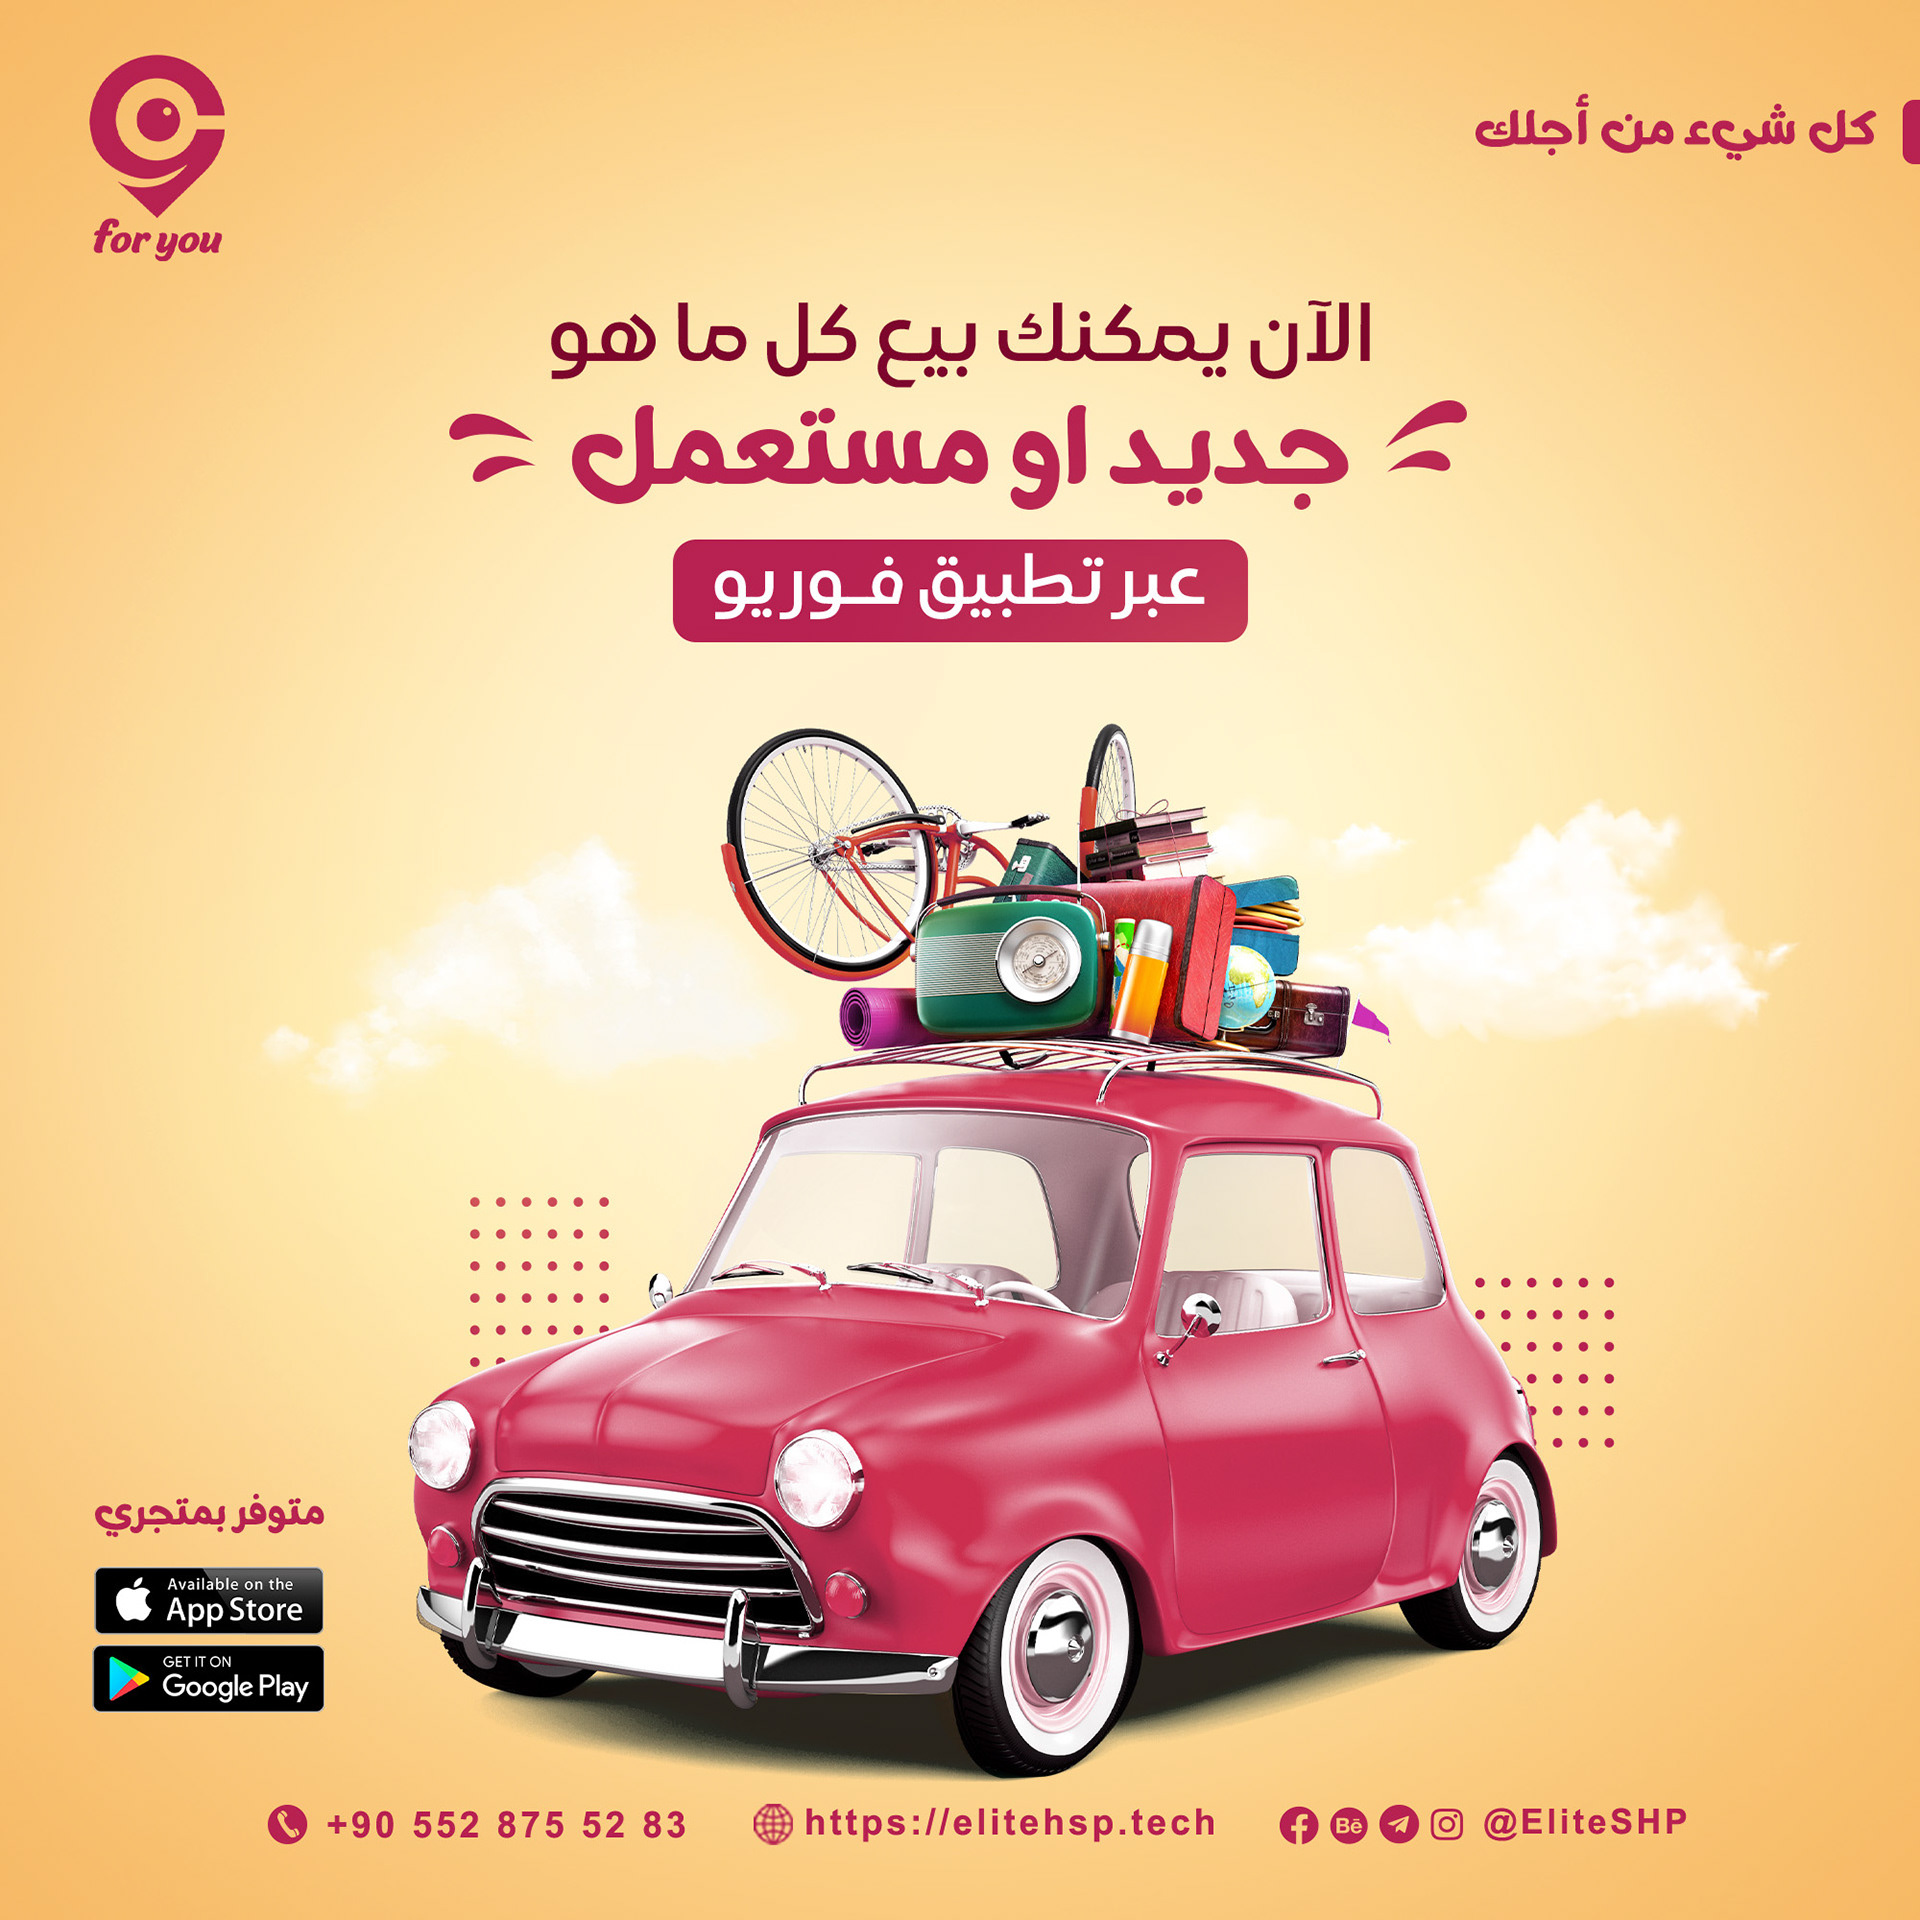 كل شيء من أجلك
for you
الآن يمكنك بيع كل ما هو
جديد او مستعمل
عبر تطبيق فـوريو
متوفر بمتجري
Available on the
App Store
GET IT ON
Google Play
+90 552 875 52 83
https://elitehsp.tech
Bē
@EliteSHP